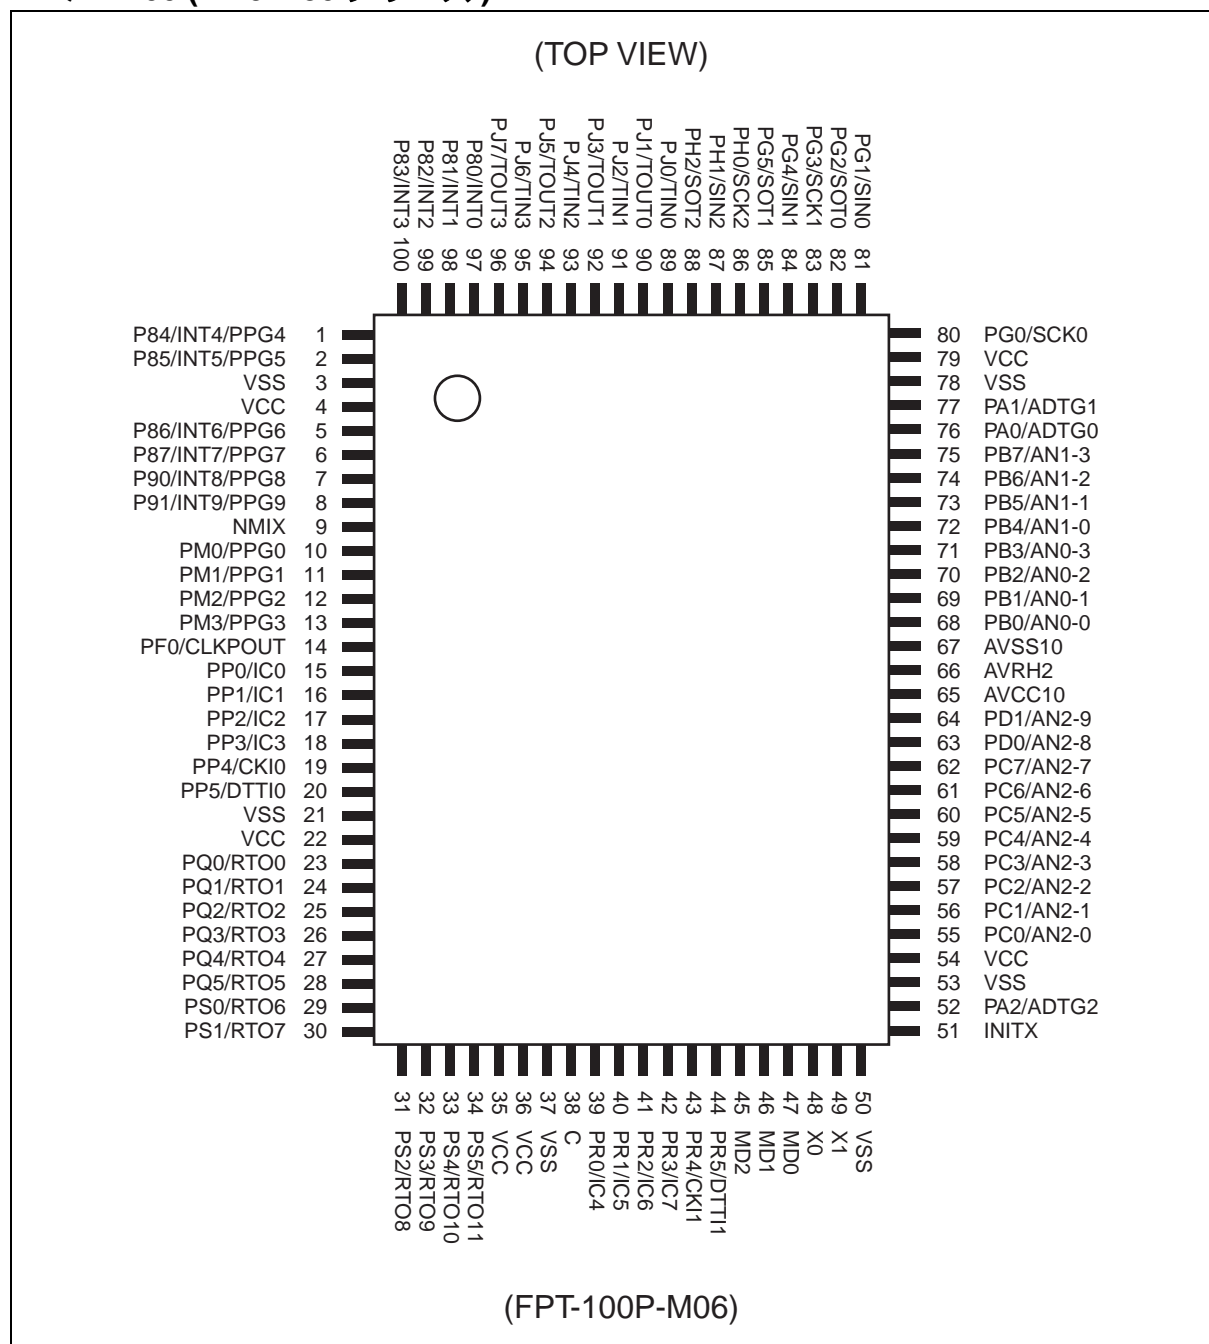 (TOP VIEW)
P83/INT3 100
P82/INT2 99
P81/INT1 98
P80/INT0 97
PJ7/TOUT3 96
PJ6/TIN3 95
PJ5/TOUT2 94
PJ4/TIN2 93
PJ3/TOUT1 92
PJ2/TIN1 91
PJ1/TOUT0 90
PJ0/TIN0 89
PH2/SOT2 88
PH1/SIN2 87
PH0/SCK2 86
PG5/SOT1 85
PG4/SIN1 84
PG3/SCK1 83
PG2/SOT0 82
PG1/SIN0 81
P84/INT4/PPG4 1
P85/INT5/PPG5 2
VSS 3
VCC 4
P86/INT6/PPG6 5
P87/INT7/PPG7 6
P90/INT8/PPG8 7
P91/INT9/PPG9 8
NMIX 9
PM0/PPG0 10
PM1/PPG1 11
PM2/PPG2 12
PM3/PPG3 13
PF0/CLKPOUT 14
PP0/IC0 15
PP1/IC1 16
PP2/IC2 17
PP3/IC3 18
PP4/CKI0 19
PP5/DTTI0 20
VSS 21
VCC 22
PQ0/RTO0 23
PQ1/RTO1 24
PQ2/RTO2 25
PQ3/RTO3 26
PQ4/RTO4 27
PQ5/RTO5 28
PS0/RTO6 29
PS1/RTO7 30
80 PG0/SCK0
79 VCC
78 VSS
77 PA1/ADTG1
76 PA0/ADTG0
75 PB7/AN1-3
74 PB6/AN1-2
73 PB5/AN1-1
72 PB4/AN1-0
71 PB3/AN0-3
70 PB2/AN0-2
69 PB1/AN0-1
68 PB0/AN0-0
67 AVSS10
66 AVRH2
65 AVCC10
64 PD1/AN2-9
63 PD0/AN2-8
62 PC7/AN2-7
61 PC6/AN2-6
60 PC5/AN2-5
59 PC4/AN2-4
58 PC3/AN2-3
57 PC2/AN2-2
56 PC1/AN2-1
55 PC0/AN2-0
54 VCC
53 VSS
52 PA2/ADTG2
51 INITX
31 PS2/RTO8
32 PS3/RTO9
33 PS4/RTO10
34 PS5/RTO11
35 VCC
36 VCC
37 VSS
38 C
39 PR0/IC4
40 PR1/IC5
41 PR2/IC6
42 PR3/IC7
43 PR4/CKI1
44 PR5/DTTI1
45 MD2
46 MD1
47 MD0
48 X0
49 X1
50 VSS
(FPT-100P-M06)